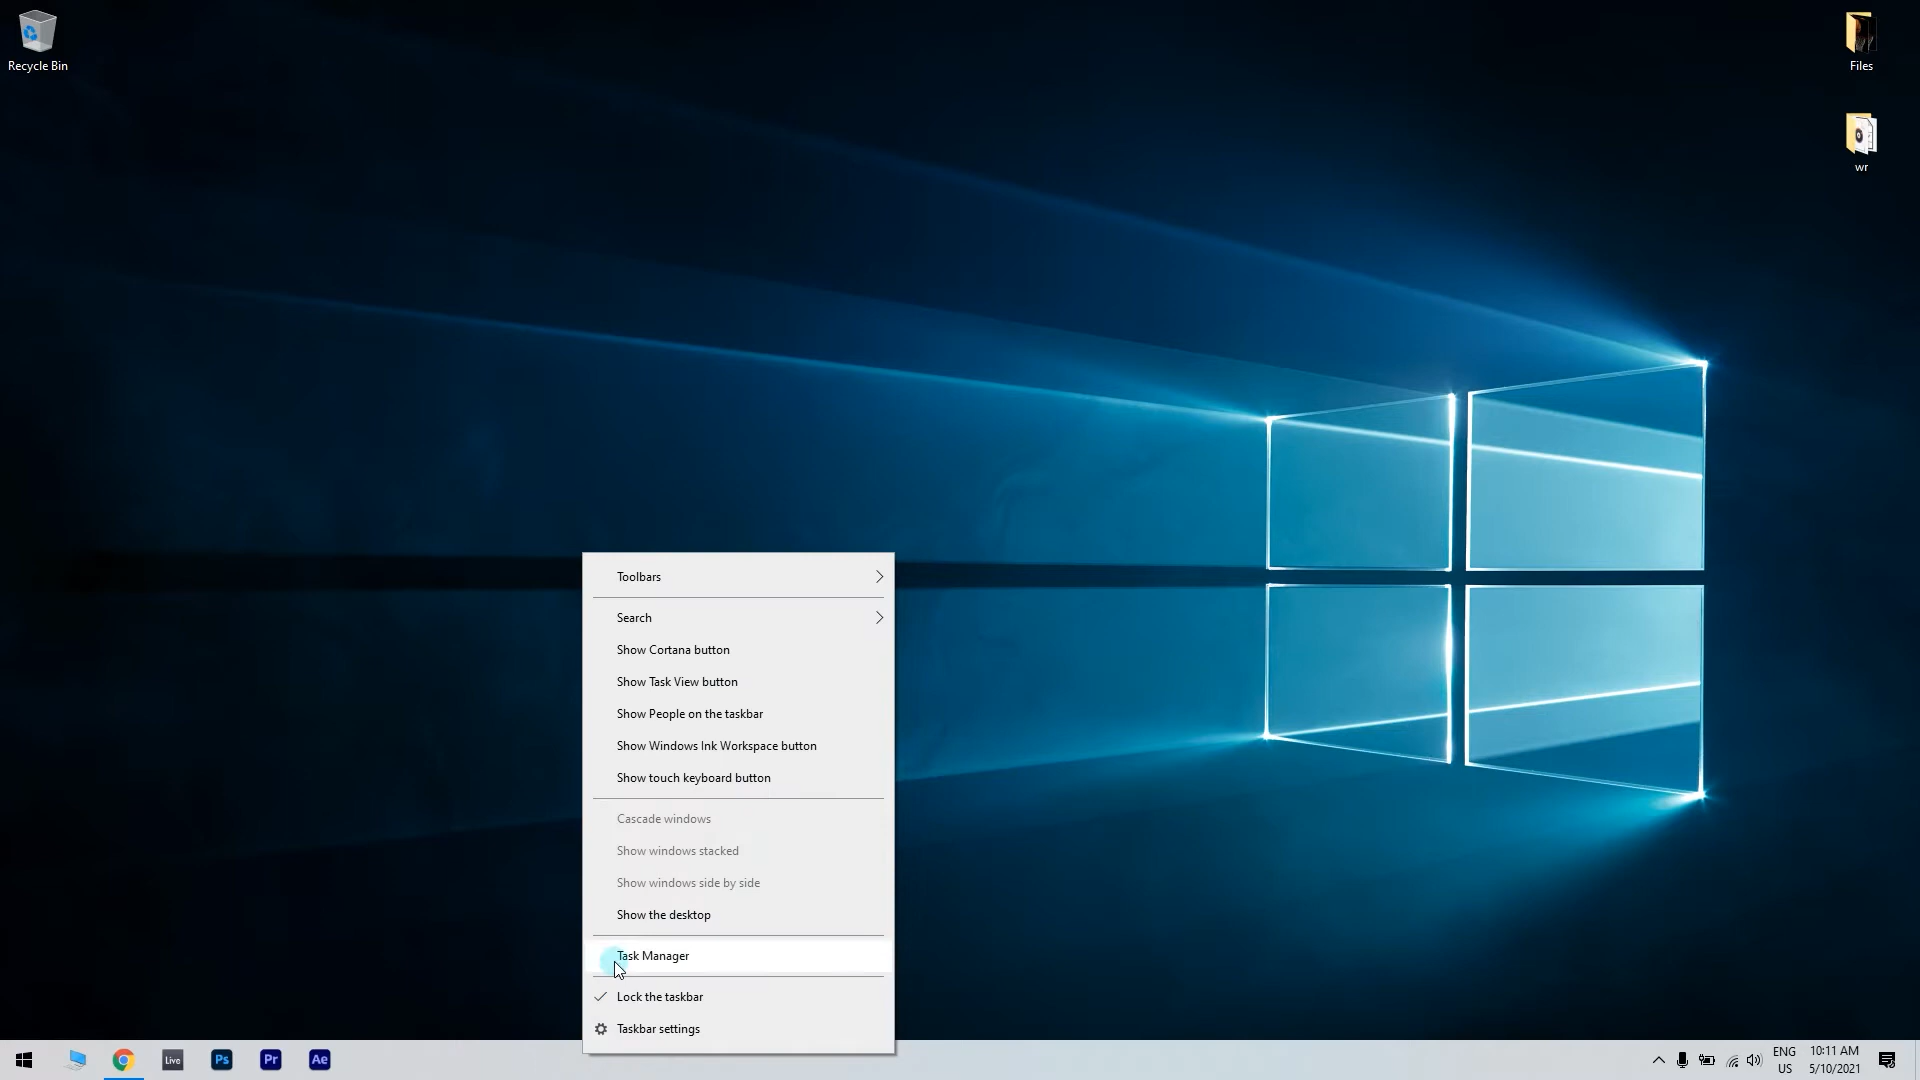 Recycle Bin
Files
wr
Toolbars
Search
Show Cortana button
Show Task View button
Show People on the taskbar
Show Windows Ink Workspace button
Show touch keyboard button
Cascade windows
Show windows stacked
Show windows side by side
Show the desktop
Task Manager
Lock the taskbar
Taskbar settings
Live
Ps
Pr
Ae
ENG
US
10:11 AM
5/10/2021